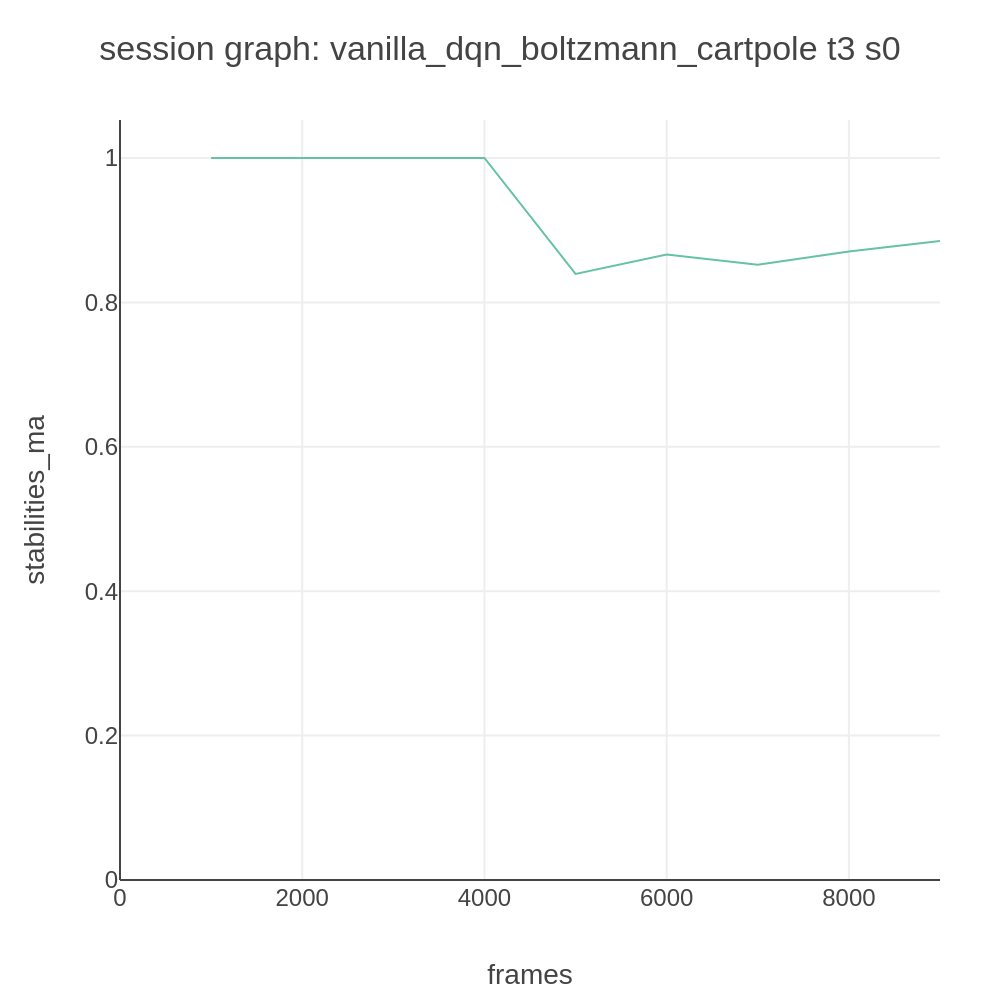 session graph: vanilla_dqn_boltzmann_cartpole t3 s0
1
0.8
0.6
0.4
0.2
0
stabilities_ma
0 2000 4000 6000 8000
frames